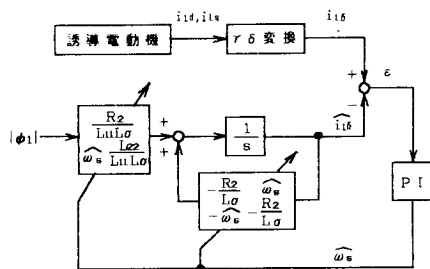 i1d,i1q
i1δ
誘導電動機
γδ変換
+
ε
−
|φ1|
R2
LuLσ
ω̂s L22
LuLσ
+
+
1
s
î1δ
−R2
Lσ
ω̂s
−ω̂s
−R2
Lσ
PI
ω̂s